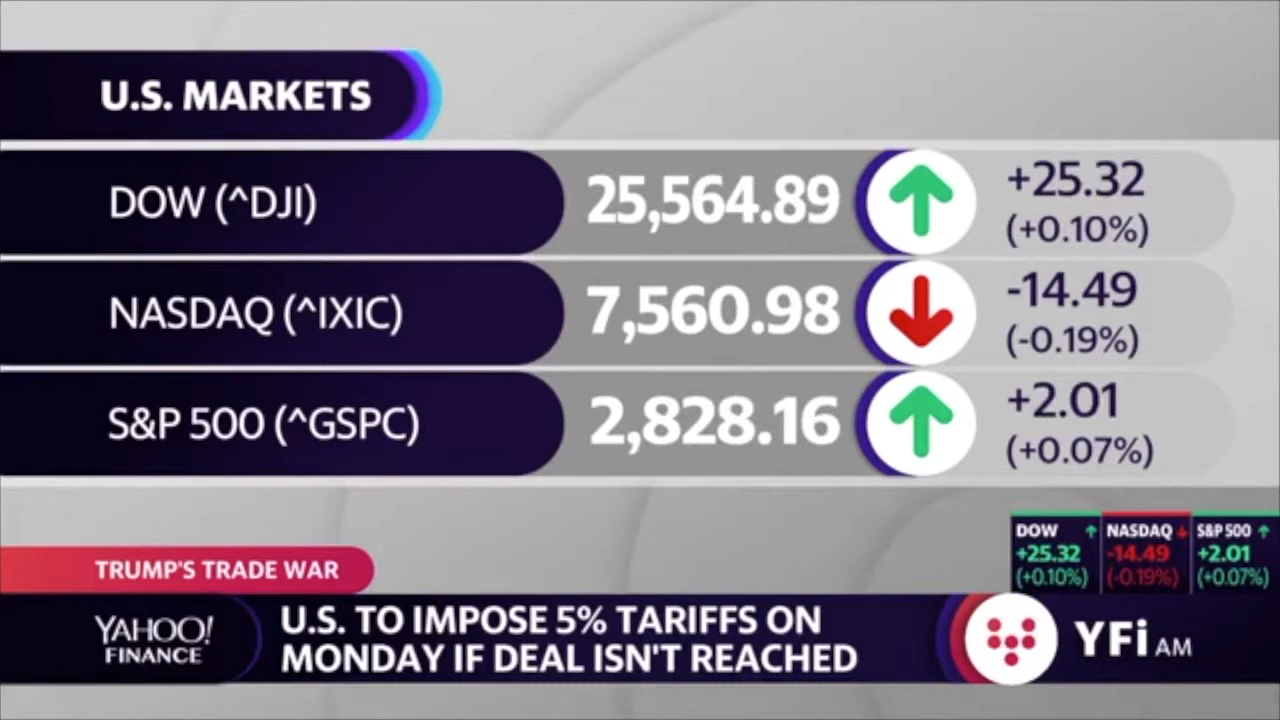 U.S. MARKETS
DOW (^DJI) 25,564.89 +25.32
(+0.10%)
NASDAQ (^IXIC) 7,560.98 -14.49
(-0.19%)
S&P 500 (^GSPC) 2,828.16 +2.01
(+0.07%)
DOW NASDAQ S&P 500
+25.32 -14.49 +2.01
(+0.10%) (-0.19%) (+0.07%)
TRUMP'S TRADE WAR
YAHOO!
FINANCE
U.S. TO IMPOSE 5% TARIFFS ON
MONDAY IF DEAL ISN'T REACHED
YFi AM